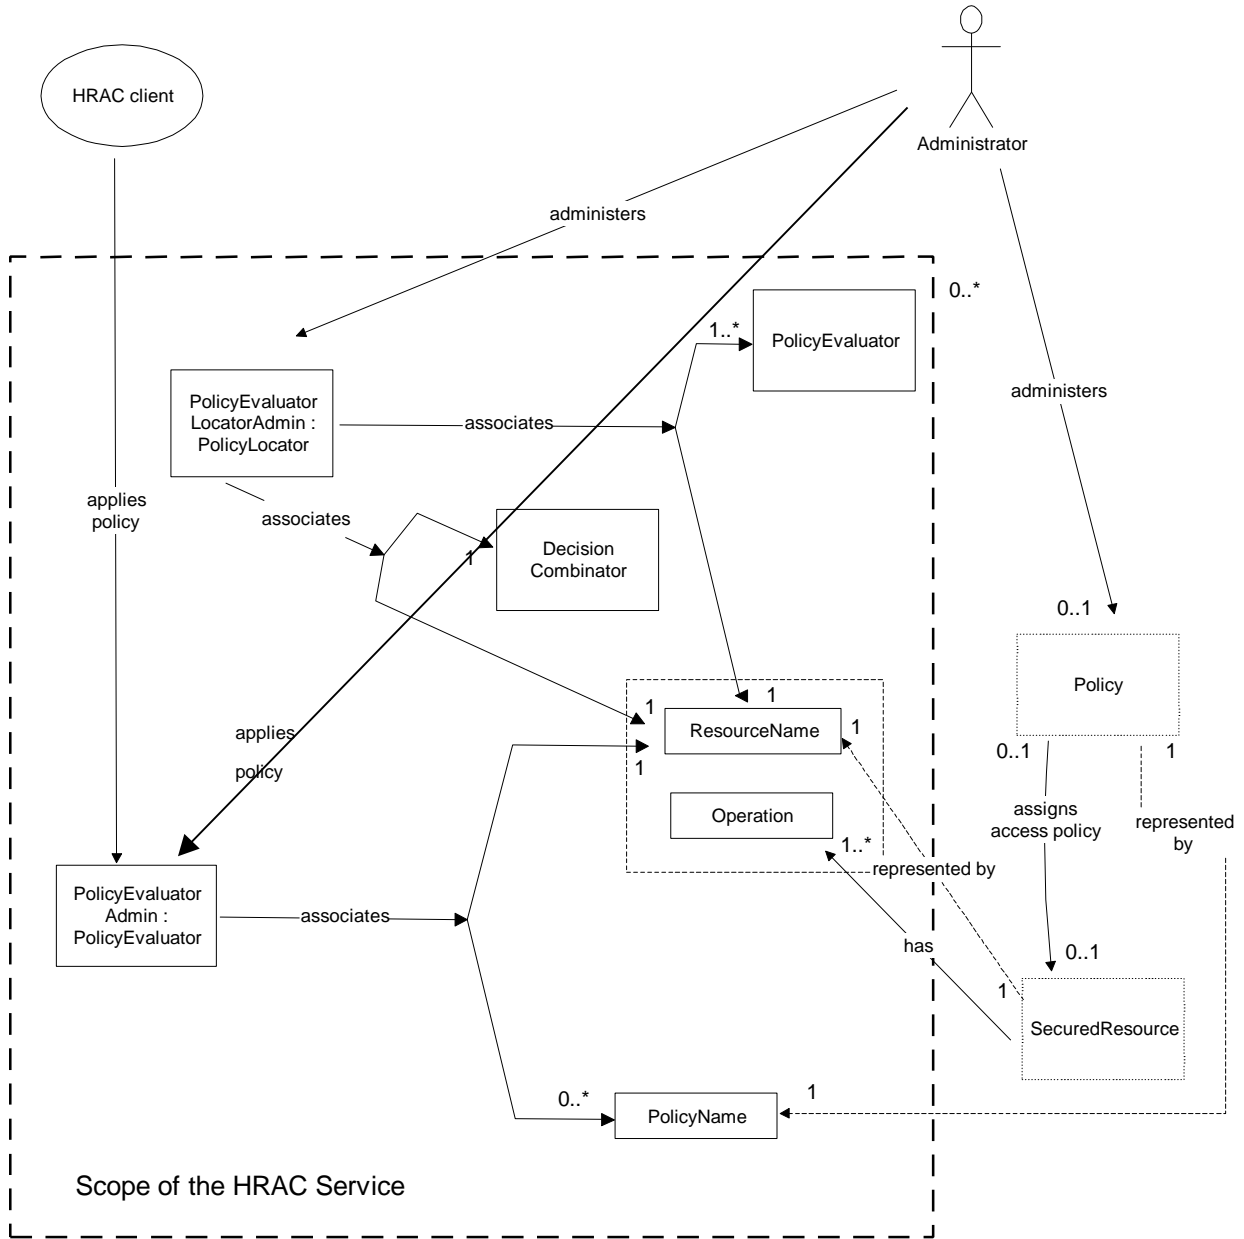 HRAC client
Administrator
administers
0..*
1..*
PolicyEvaluator
PolicyEvaluator
LocatorAdmin :
PolicyLocator
associates
administers
applies
policy
associates
1
Decision
Combinator
0..1
Policy
1
1
ResourceName
1
1
applies
policy
0..1
1
Operation
assigns
access policy
represented
by
1..*
represented by
PolicyEvaluator
Admin :
PolicyEvaluator
associates
has
0..1
1
SecuredResource
0..*
1
PolicyName
Scope of the HRAC Service